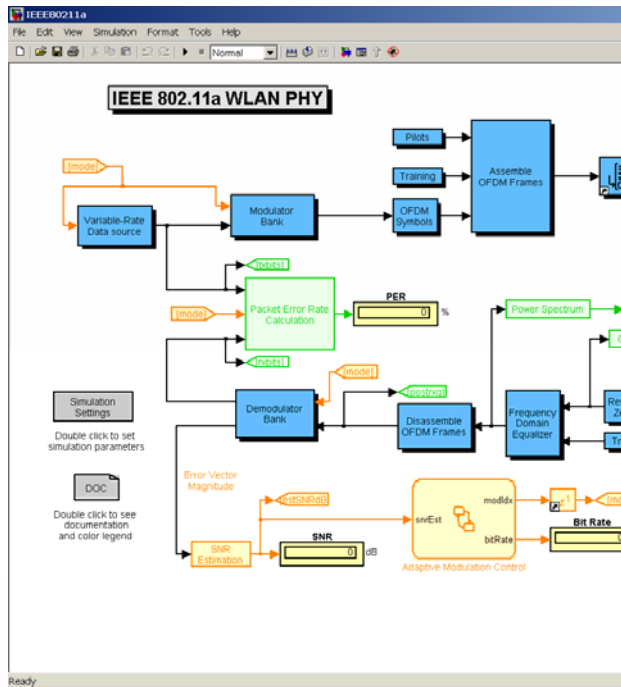 IEEE80211a
File Edit View Simulation Format Tools Help
Normal
IEEE 802.11a WLAN PHY
Pilots
[mode]
Training
Assemble
OFDM Frames
Variable-Rate
Data source
Modulator
Bank
OFDM
Symbols
[txbits]
Packet Error Rate
Calculation
[mode]
PER
0 %
Power Spectrum
[rxbits]
[mode]
Simulation
Settings
Double click to set
simulation parameters
Demodulator
Bank
Disassemble
OFDM Frames
Frequency
Domain
Equalizer
DOC
Double click to see
documentation
and color legend
Error Vector
Magnitude
[estSNRdB]
SNR
Estimation
SNR
0 dB
snrEst
modIdx
bitRate
Adaptive Modulation Control
Bit Rate
Ready